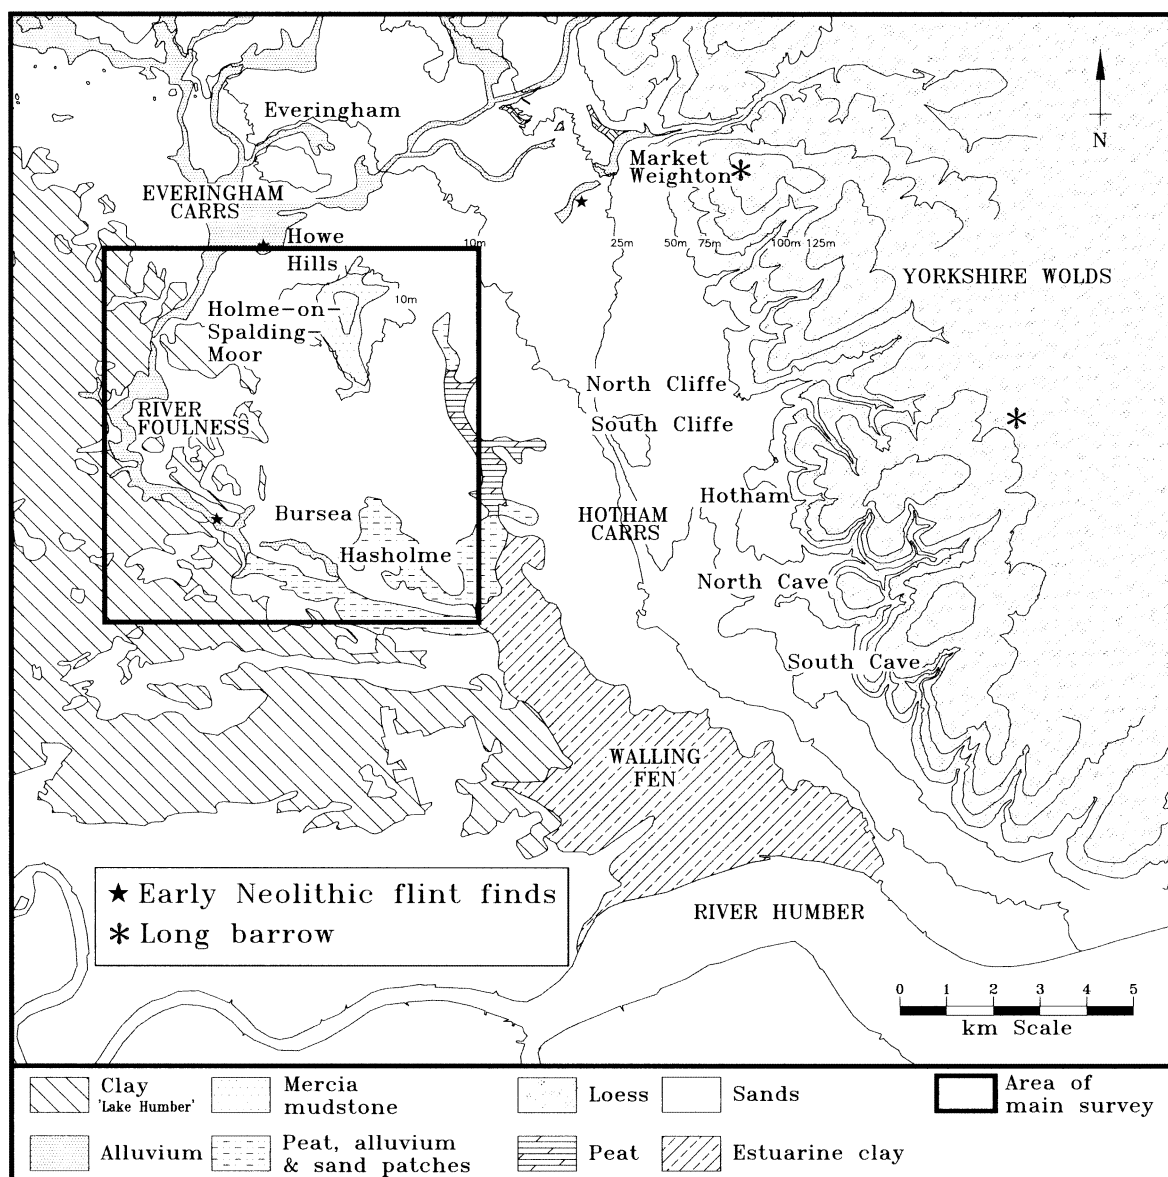 Everingham
N
Market
Weighton
EVERINGHAM
CARRS
Howe
Hills
10m
25m
50m
75m
100m
125m
YORKSHIRE WOLDS
Holme-on-
Spalding-
Moor
10m
North Cliffe
RIVER
FOULNESS
South Cliffe
Hotham
Bursea
HOTHAM
CARRS
Hasholme
North Cave
South Cave
WALLING
FEN
Early Neolithic flint finds
Long barrow
RIVER HUMBER
0 1 2 3 4 5
km Scale
Clay
'Lake Humber'
Mercia
mudstone
Loess
Sands
Area of
main survey
Alluvium
Peat, alluvium
& sand patches
Peat
Estuarine clay